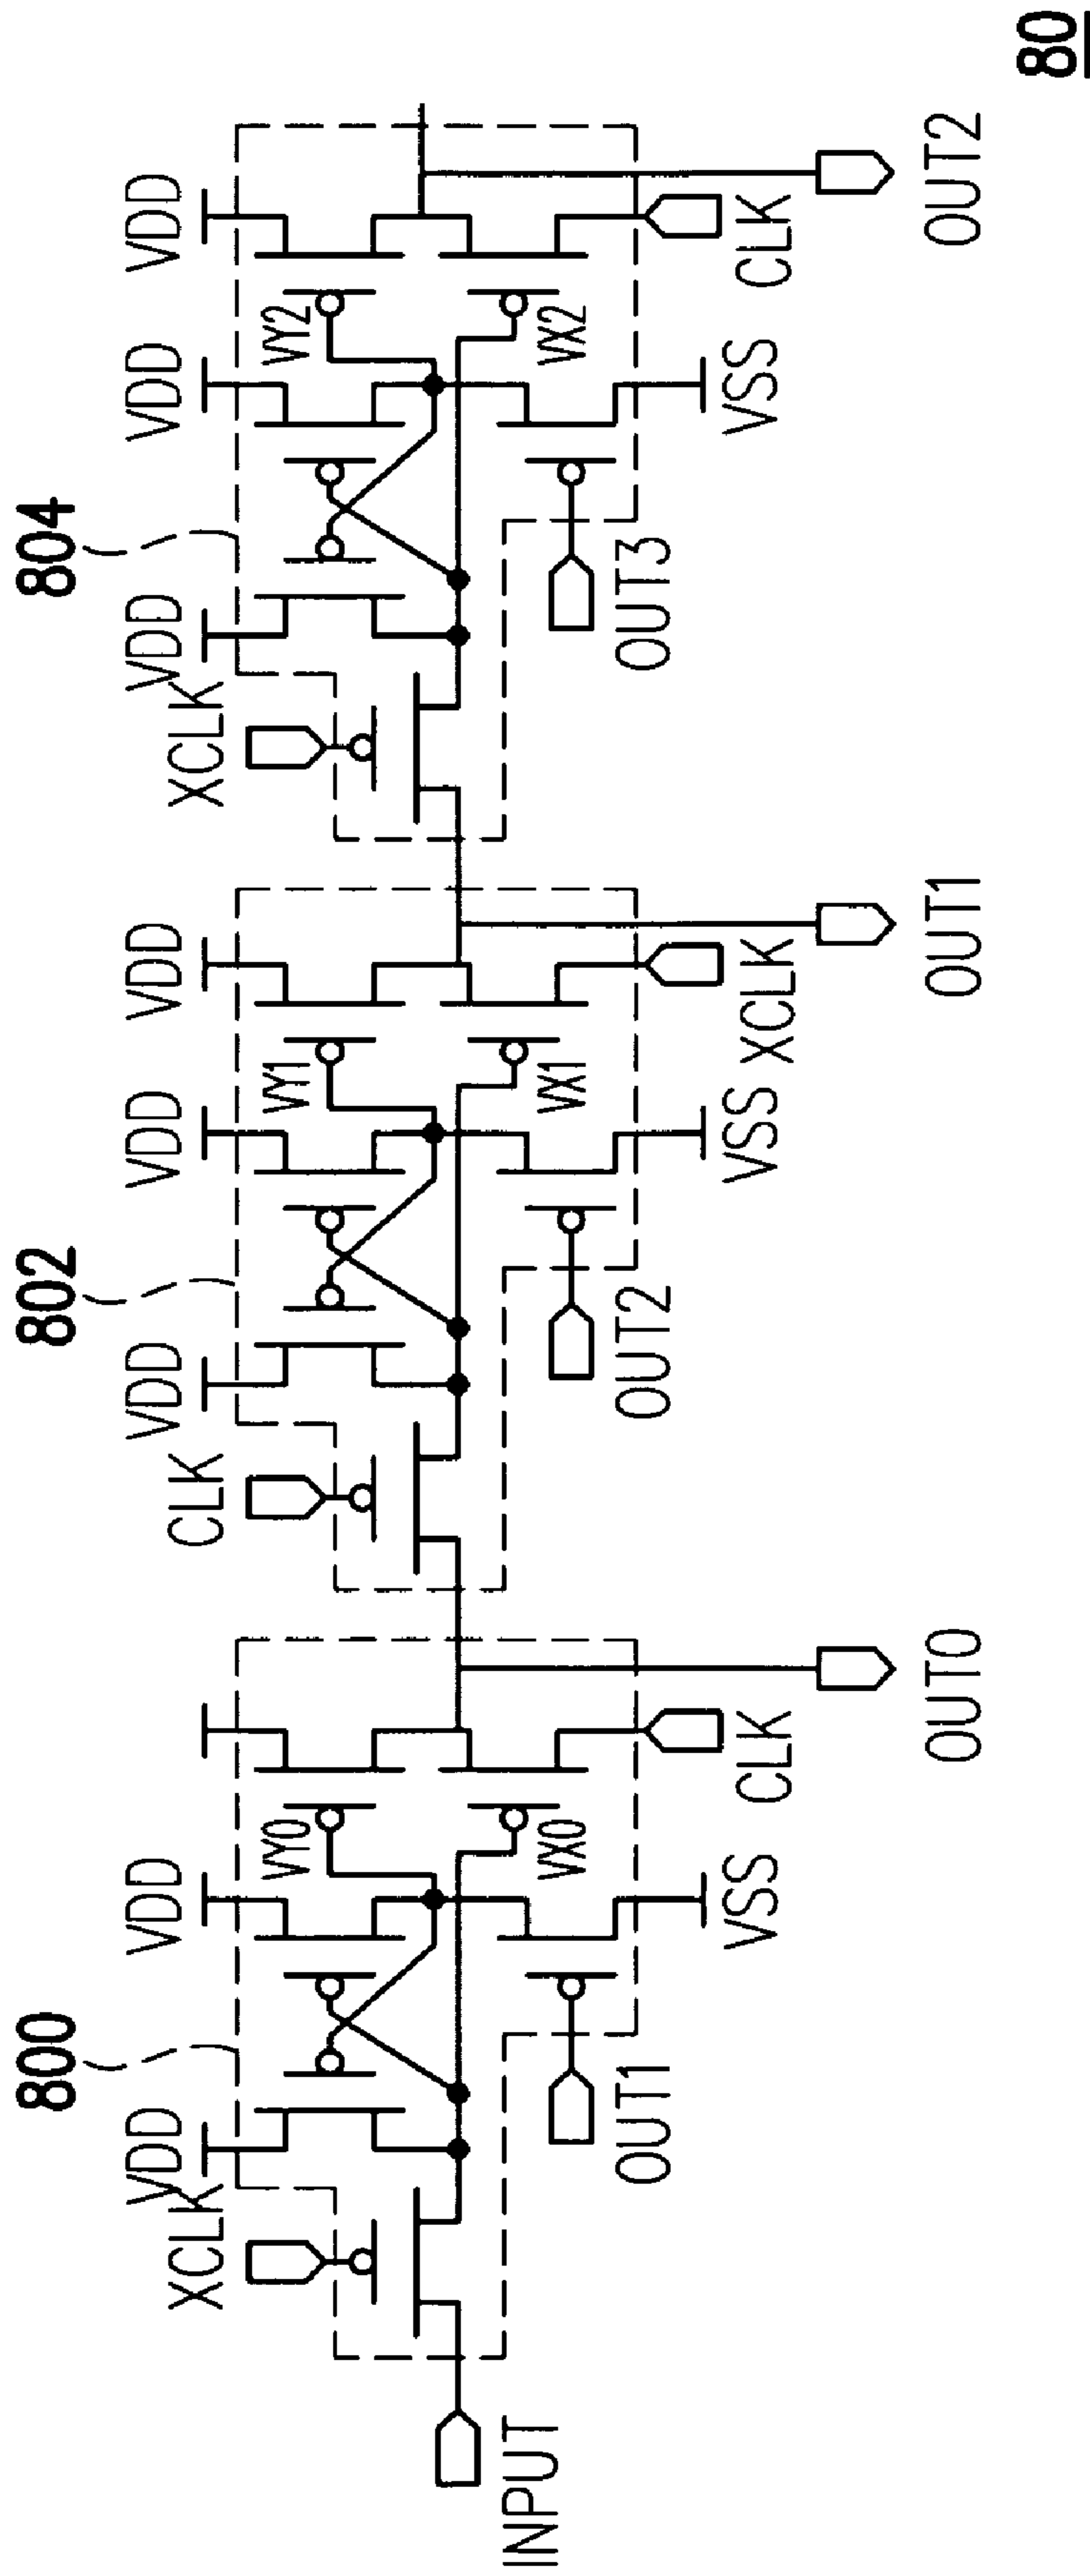 800
802
804
VDD
VDD
VDD
VDD
VDD
VDD
VDD
VDD
XCLK
CLK
XCLK
VY0
VY1
VY2
INPUT
VX0
VX1
VX2
OUT1
VSS
CLK
OUT2
VSS
XCLK
OUT3
VSS
CLK
OUT0
OUT1
OUT2
80